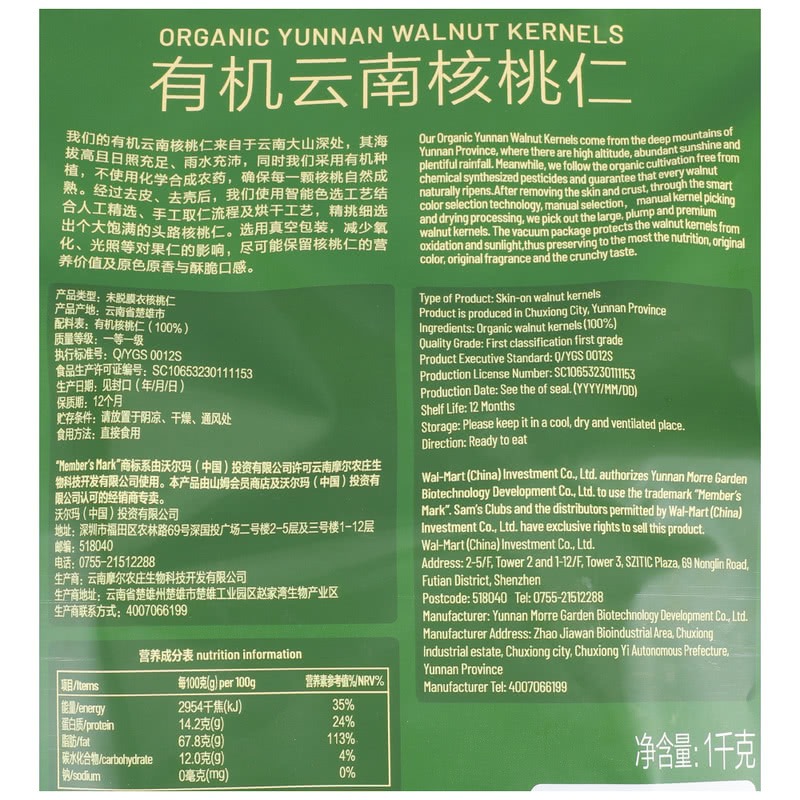 ORGANIC YUNNAN WALNUT KERNELS
有机云南核桃仁
我们的有机云南核桃仁来自于云南大山深处，其海
拔高且日照充足、雨水充沛，同时我们采用有机种
植，不使用化学合成农药，确保每一颗核桃自然成
熟。经过去皮、去壳后，我们使用智能色选工艺结
合人工精选、手工取仁流程及烘干工艺，精挑细选
出个大饱满的头路核桃仁。选用真空包装，减少氧
化、光照等对果仁的影响，尽可能保留核桃仁的营
养价值及原色原香与酥脆口感。
Our Organic Yunnan Walnut Kernels come from the deep mountains of
Yunnan Province, where there are high altitude, abundant sunshine and
plentiful rainfall. Meanwhile, we follow the organic cultivation free from
chemical synthesized pesticides and guarantee that every walnut
naturally ripens.After removing the skin and crust, through the smart
color selection technology, manual selection， manual kernel picking
and drying processing, we pick out the large, plump and premium
walnut kernels. The vacuum package protects the walnut kernels from
oxidation and sunlight,thus preserving to the most the nutrition, original
color, original fragrance and the crunchy taste.
产品类型：未脱膜衣核桃仁
产品产地：云南省楚雄市
配料表：有机核桃仁（100%）
质量等级：一等一级
执行标准号：Q/YGS 0012S
食品生产许可证编号：SC10653230111153
生产日期：见封口（年/月/日）
保质期：12个月
贮存条件：请放置于阴凉、干燥、通风处
食用方法：直接食用
"Member's Mark"商标系由沃尔玛（中国）投资有限公司许可云南摩尔农庄生
物科技开发有限公司使用。本产品由山姆会员商店及沃尔玛（中国）投资有
限公司认可的经销商专卖。
沃尔玛（中国）投资有限公司
地址：深圳市福田区农林路69号深国投广场二号楼2-5层及三号楼1-12层
邮编：518040
电话：0755-21512288
生产商：云南摩尔农庄生物科技开发有限公司
生产商地址：云南省楚雄州楚雄市楚雄工业园区赵家湾生物产业区
生产商联系方式：4007066199
Type of Product: Skin-on walnut kernels
Product is produced in Chuxiong City, Yunnan Province
Ingredients: Organic walnut kernels (100%)
Quality Grade: First classification first grade
Product Executive Standard: Q/YGS 0012S
Production License Number: SC10653230111153
Production Date: See the of seal. (YYYY/MM/DD)
Shelf Life: 12 Months
Storage: Please keep it in a cool, dry and ventilated place.
Direction: Ready to eat
Wal-Mart (China) Investment Co., Ltd. authorizes Yunnan Morre Garden
Biotechnology Development Co., Ltd. to use the trademark "Member's
Mark". Sam's Clubs and the distributors permitted by Wal-Mart (China)
Investment Co., Ltd. have exclusive rights to sell this product.
Wal-Mart (China) Investment Co., Ltd.
Address: 2-5/F, Tower 2 and 1-12/F, Tower 3, SZITIC Plaza, 69 Nonglin Road,
Futian District, Shenzhen
Postcode: 518040 Tel: 0755-21512288
Manufacturer: Yunnan Morre Garden Biotechnology Development Co., Ltd.
Manufacturer Address: Zhao Jiawan Bioindustrial Area, Chuxiong
Industrial estate, Chuxiong city, Chuxiong Yi Autonomous Prefecture,
Yunnan Province
Manufacturer Tel: 4007066199
营养成分表 nutrition information
项目/Items 每100克(g) per 100g 营养素参考值%/NRV%
能量/energy 2954千焦(kJ) 35%
蛋白质/protein 14.2克(g) 24%
脂肪/fat 67.8克(g) 113%
碳水化合物/carbohydrate 12.0克(g) 4%
钠/sodium 0毫克(mg) 0%
净含量：1千克